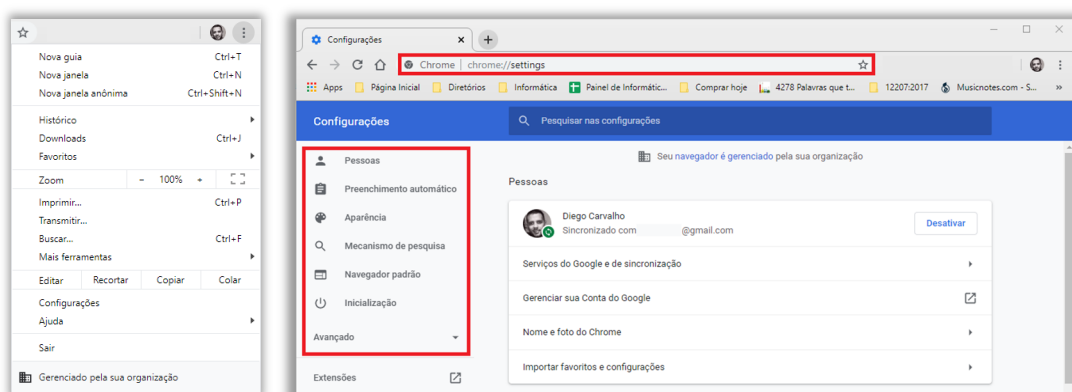 Nova guia Ctrl+T
Nova janela Ctrl+N
Nova janela anônima Ctrl+Shift+N
Histórico
Downloads Ctrl+J
Favoritos
Zoom - 100% +
Imprimir... Ctrl+P
Transmitir...
Buscar... Ctrl+F
Mais ferramentas
Editar Recortar Copiar Colar
Configurações
Ajuda
Sair
Gerenciado pela sua organização
Configurações x +
Chrome | chrome://settings
Apps Página Inicial Diretórios Informática Painel de Informátic... Comprar hoje 4278 Palavras que t... 12207:2017 Musicnotes.com - S... »
Configurações Pesquisar nas configurações
Pessoas
Preenchimento automático
Aparência
Mecanismo de pesquisa
Navegador padrão
Inicialização
Avançado
Extensões
Seu navegador é gerenciado pela sua organização
Pessoas
Diego Carvalho
Sincronizado com @gmail.com
Desativar
Serviços do Google e de sincronização
Gerenciar sua Conta do Google
Nome e foto do Chrome
Importar favoritos e configurações